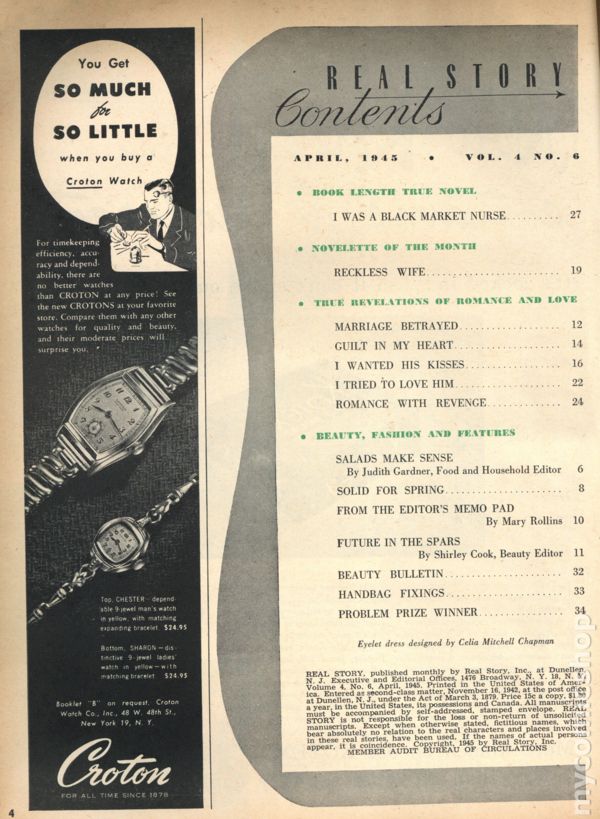 You Get
SO MUCH
for
SO LITTLE
when you buy a
Croton Watch
For timekeeping
efficiency, accu-
racy and depend-
ability, there are
no better watches
than CROTON at any price! See
the new CROTONS at your favorite
store. Compare them with any other
watches for quality and beauty,
and their moderate prices will
surprise you.
Top, CHESTER—depend-
able 9-jewel man's watch
in yellow, with matching
expanding bracelet $24.95
Bottom, SHARON—dis-
tinctive 9-jewel ladies'
watch in yellow—with
matching bracelet $24.95
Booklet "B" on request. Croton
Watch Co., Inc., 48 W. 48th St.,
New York 19, N. Y.
Croton
FOR ALL TIME SINCE 1878
4
REAL STORY
Contents
APRIL, 1945 • VOL. 4 NO. 6
• BOOK LENGTH TRUE NOVEL
I WAS A BLACK MARKET NURSE.......... 27
• NOVELETTE OF THE MONTH
RECKLESS WIFE.......................... 19
• TRUE REVELATIONS OF ROMANCE AND LOVE
MARRIAGE BETRAYED.................... 12
GUILT IN MY HEART..................... 14
I WANTED HIS KISSES................... 16
I TRIED TO LOVE HIM................... 22
ROMANCE WITH REVENGE.............. 24
• BEAUTY, FASHION AND FEATURES
SALADS MAKE SENSE
By Judith Gardner, Food and Household Editor 6
SOLID FOR SPRING....................... 8
FROM THE EDITOR'S MEMO PAD
By Mary Rollins 10
FUTURE IN THE SPARS
By Shirley Cook, Beauty Editor 11
BEAUTY BULLETIN....................... 32
HANDBAG FIXINGS....................... 33
PROBLEM PRIZE WINNER................ 34
Eyelet dress designed by Celia Mitchell Chapman
REAL STORY, published monthly by Real Story, Inc., at Dunellen,
N. J. Executive and Editorial Offices, 1476 Broadway, N. Y. 18, N. Y.
Volume 4, No. 6, April, 1945. Printed in the United States of Amer-
ica. Entered as second-class matter, November 16, 1942, at the post office
at Dunellen, N. J., under the Act of March 3, 1879. Price 15c a copy, $1.80
a year, in the United States, its possessions and Canada. All manuscripts
must be accompanied by self-addressed, stamped envelope. REAL
STORY is not responsible for the loss or non-return of unsolicited
manuscripts. Except when otherwise stated, fictitious names, which
bear absolutely no relation to the real characters and places involved
in these real stories, have been used. If the names of actual persons
appear, it is coincidence. Copyright, 1945 by Real Story, Inc.
MEMBER AUDIT BUREAU OF CIRCULATIONS
mycomicshop